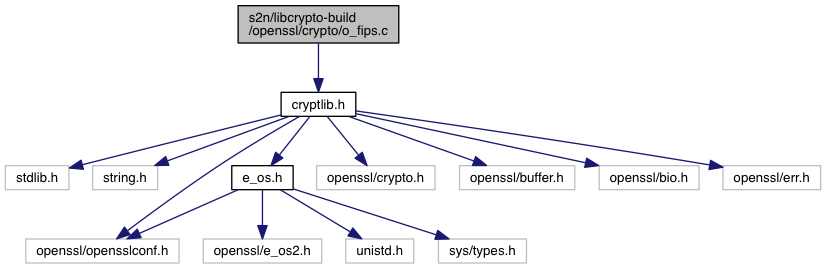 s2n/libcrypto-build
/openssl/crypto/o_fips.c
cryptlib.h
stdlib.h
string.h
e_os.h
openssl/crypto.h
openssl/buffer.h
openssl/bio.h
openssl/err.h
openssl/opensslconf.h
openssl/e_os2.h
unistd.h
sys/types.h